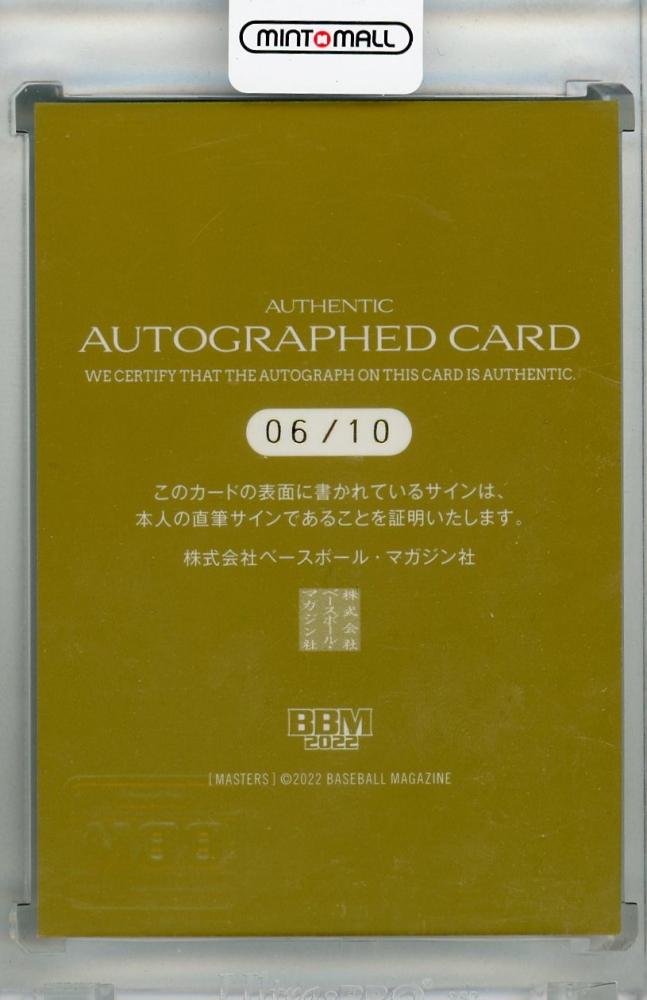 MINT MALL
AUTHENTIC
AUTOGRAPHED CARD
WE CERTIFY THAT THE AUTOGRAPH ON THIS CARD IS AUTHENTIC.
06/10
このカードの表面に書かれているサインは、
本人の直筆サインであることを証明いたします。
株式会社ベースボール・マガジン社
株式会社
ベースボール・
マガジン社
BBM
2022
[MASTERS] ©2022 BASEBALL MAGAZINE
BBM